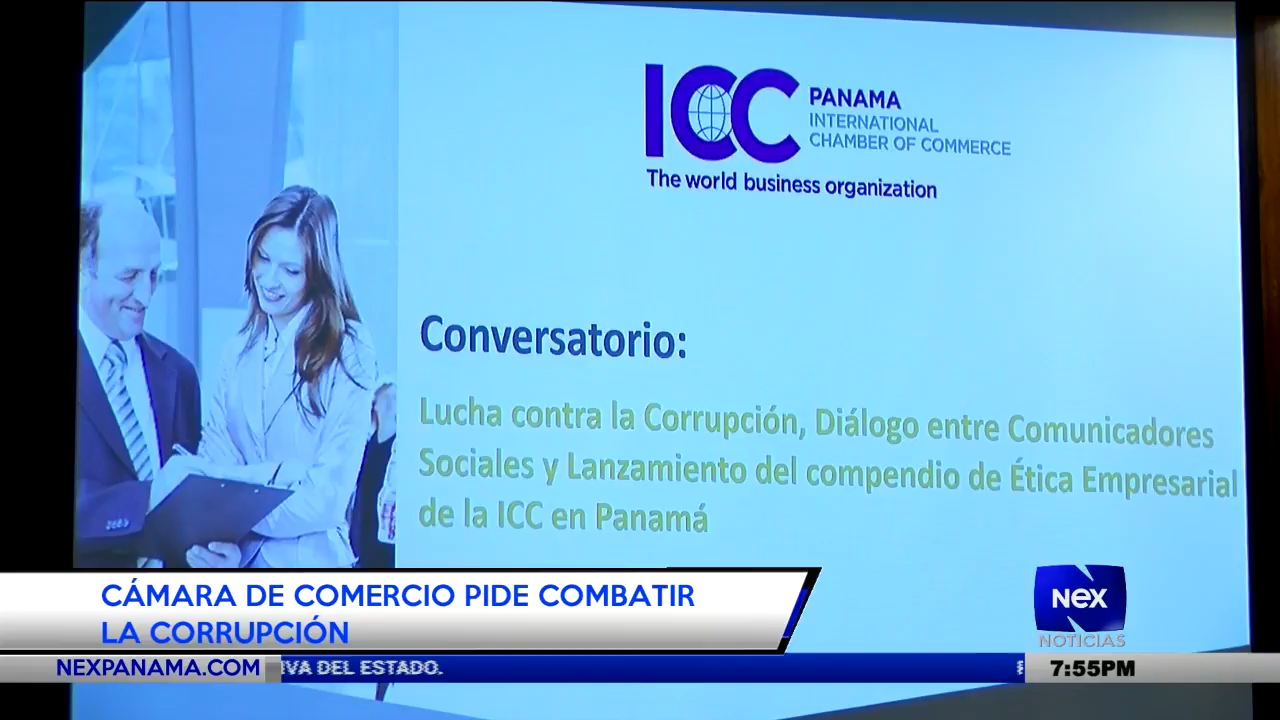 ICC PANAMA
INTERNATIONAL
CHAMBER OF COMMERCE
The world business organization
Conversatorio:
Lucha contra la Corrupción, Diálogo entre Comunicadores
Sociales y Lanzamiento del compendio de Ética Empresarial
de la ICC en Panamá
CÁMARA DE COMERCIO PIDE COMBATIR
LA CORRUPCIÓN
NEX
NOTICIAS
NEXPANAMA.COM
IVA DEL ESTADO.
7:55PM